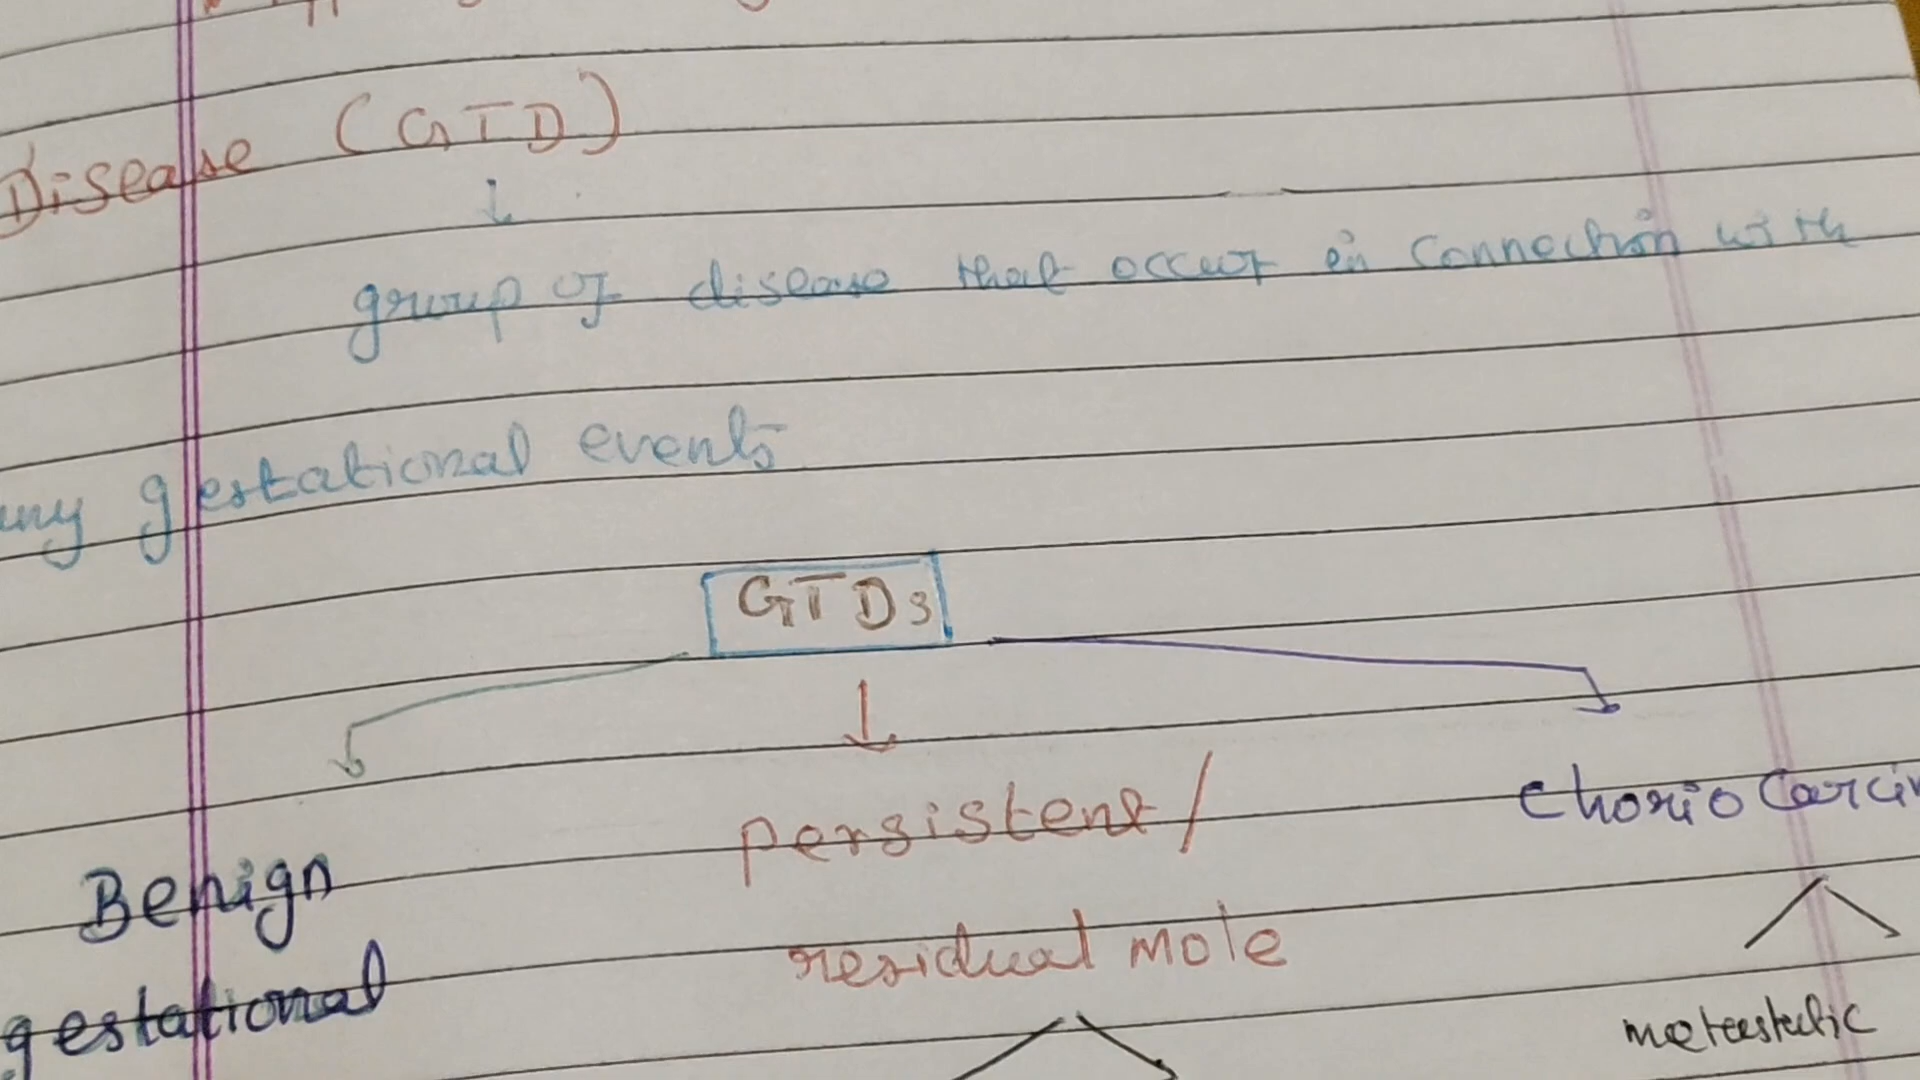 Disease (GTD)
↓
group of disease that occur in connection with
any gestational events
GTDs
Benign
gestational
persistent /
residual mole
Choriocarcin
metastatic